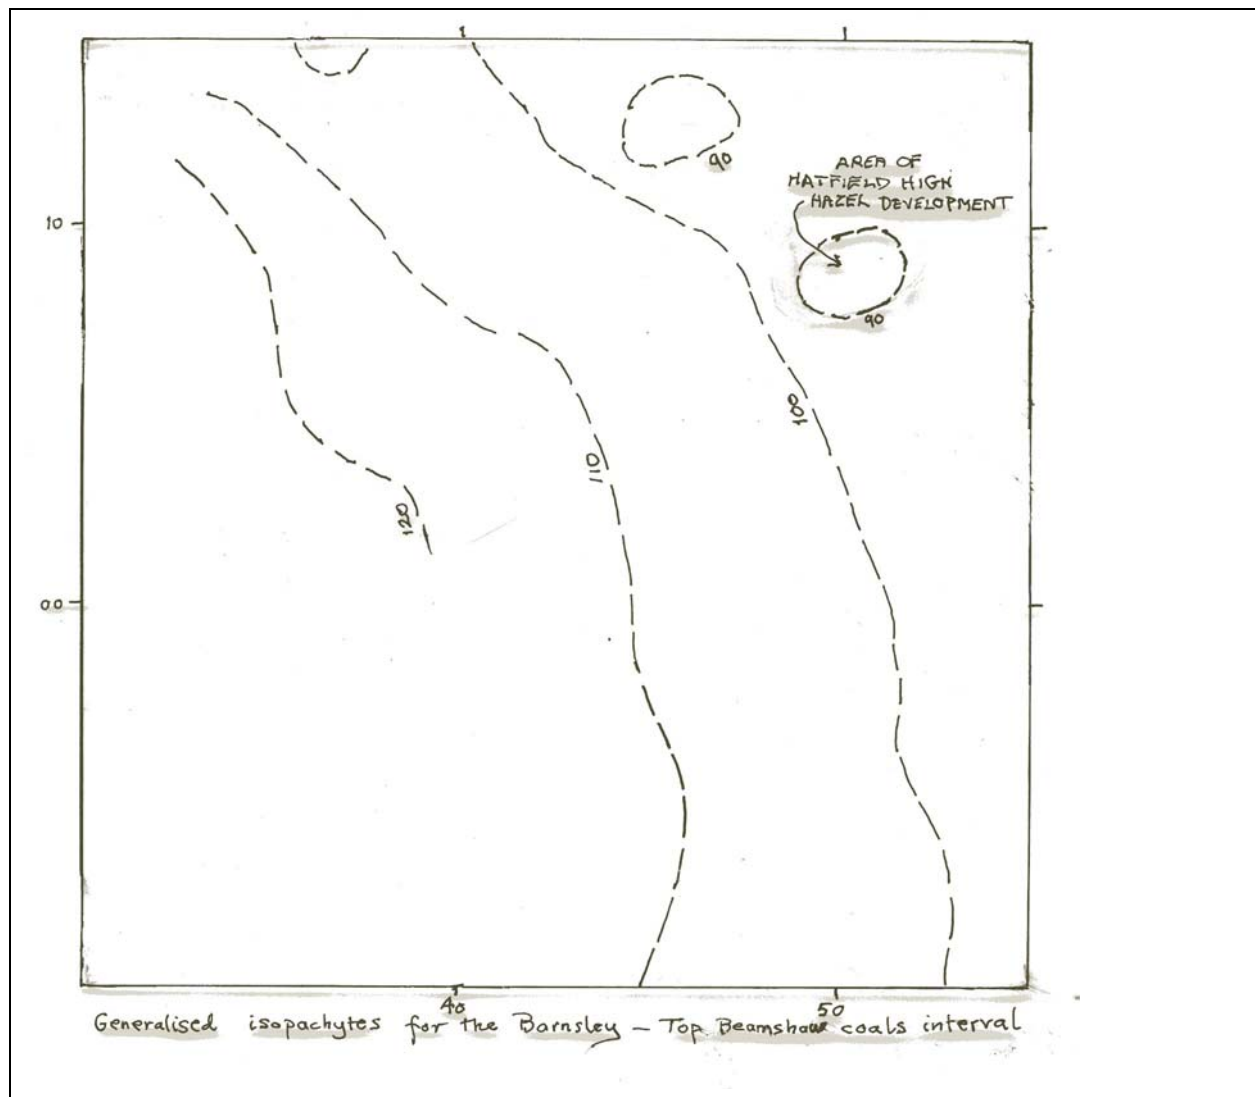 AREA OF
HATFIELD HIGH
HAZEL DEVELOPMENT
90
90
10
100
110
120
00
40
50
Generalised isopachytes for the Barnsley – Top Beamshaw coals interval